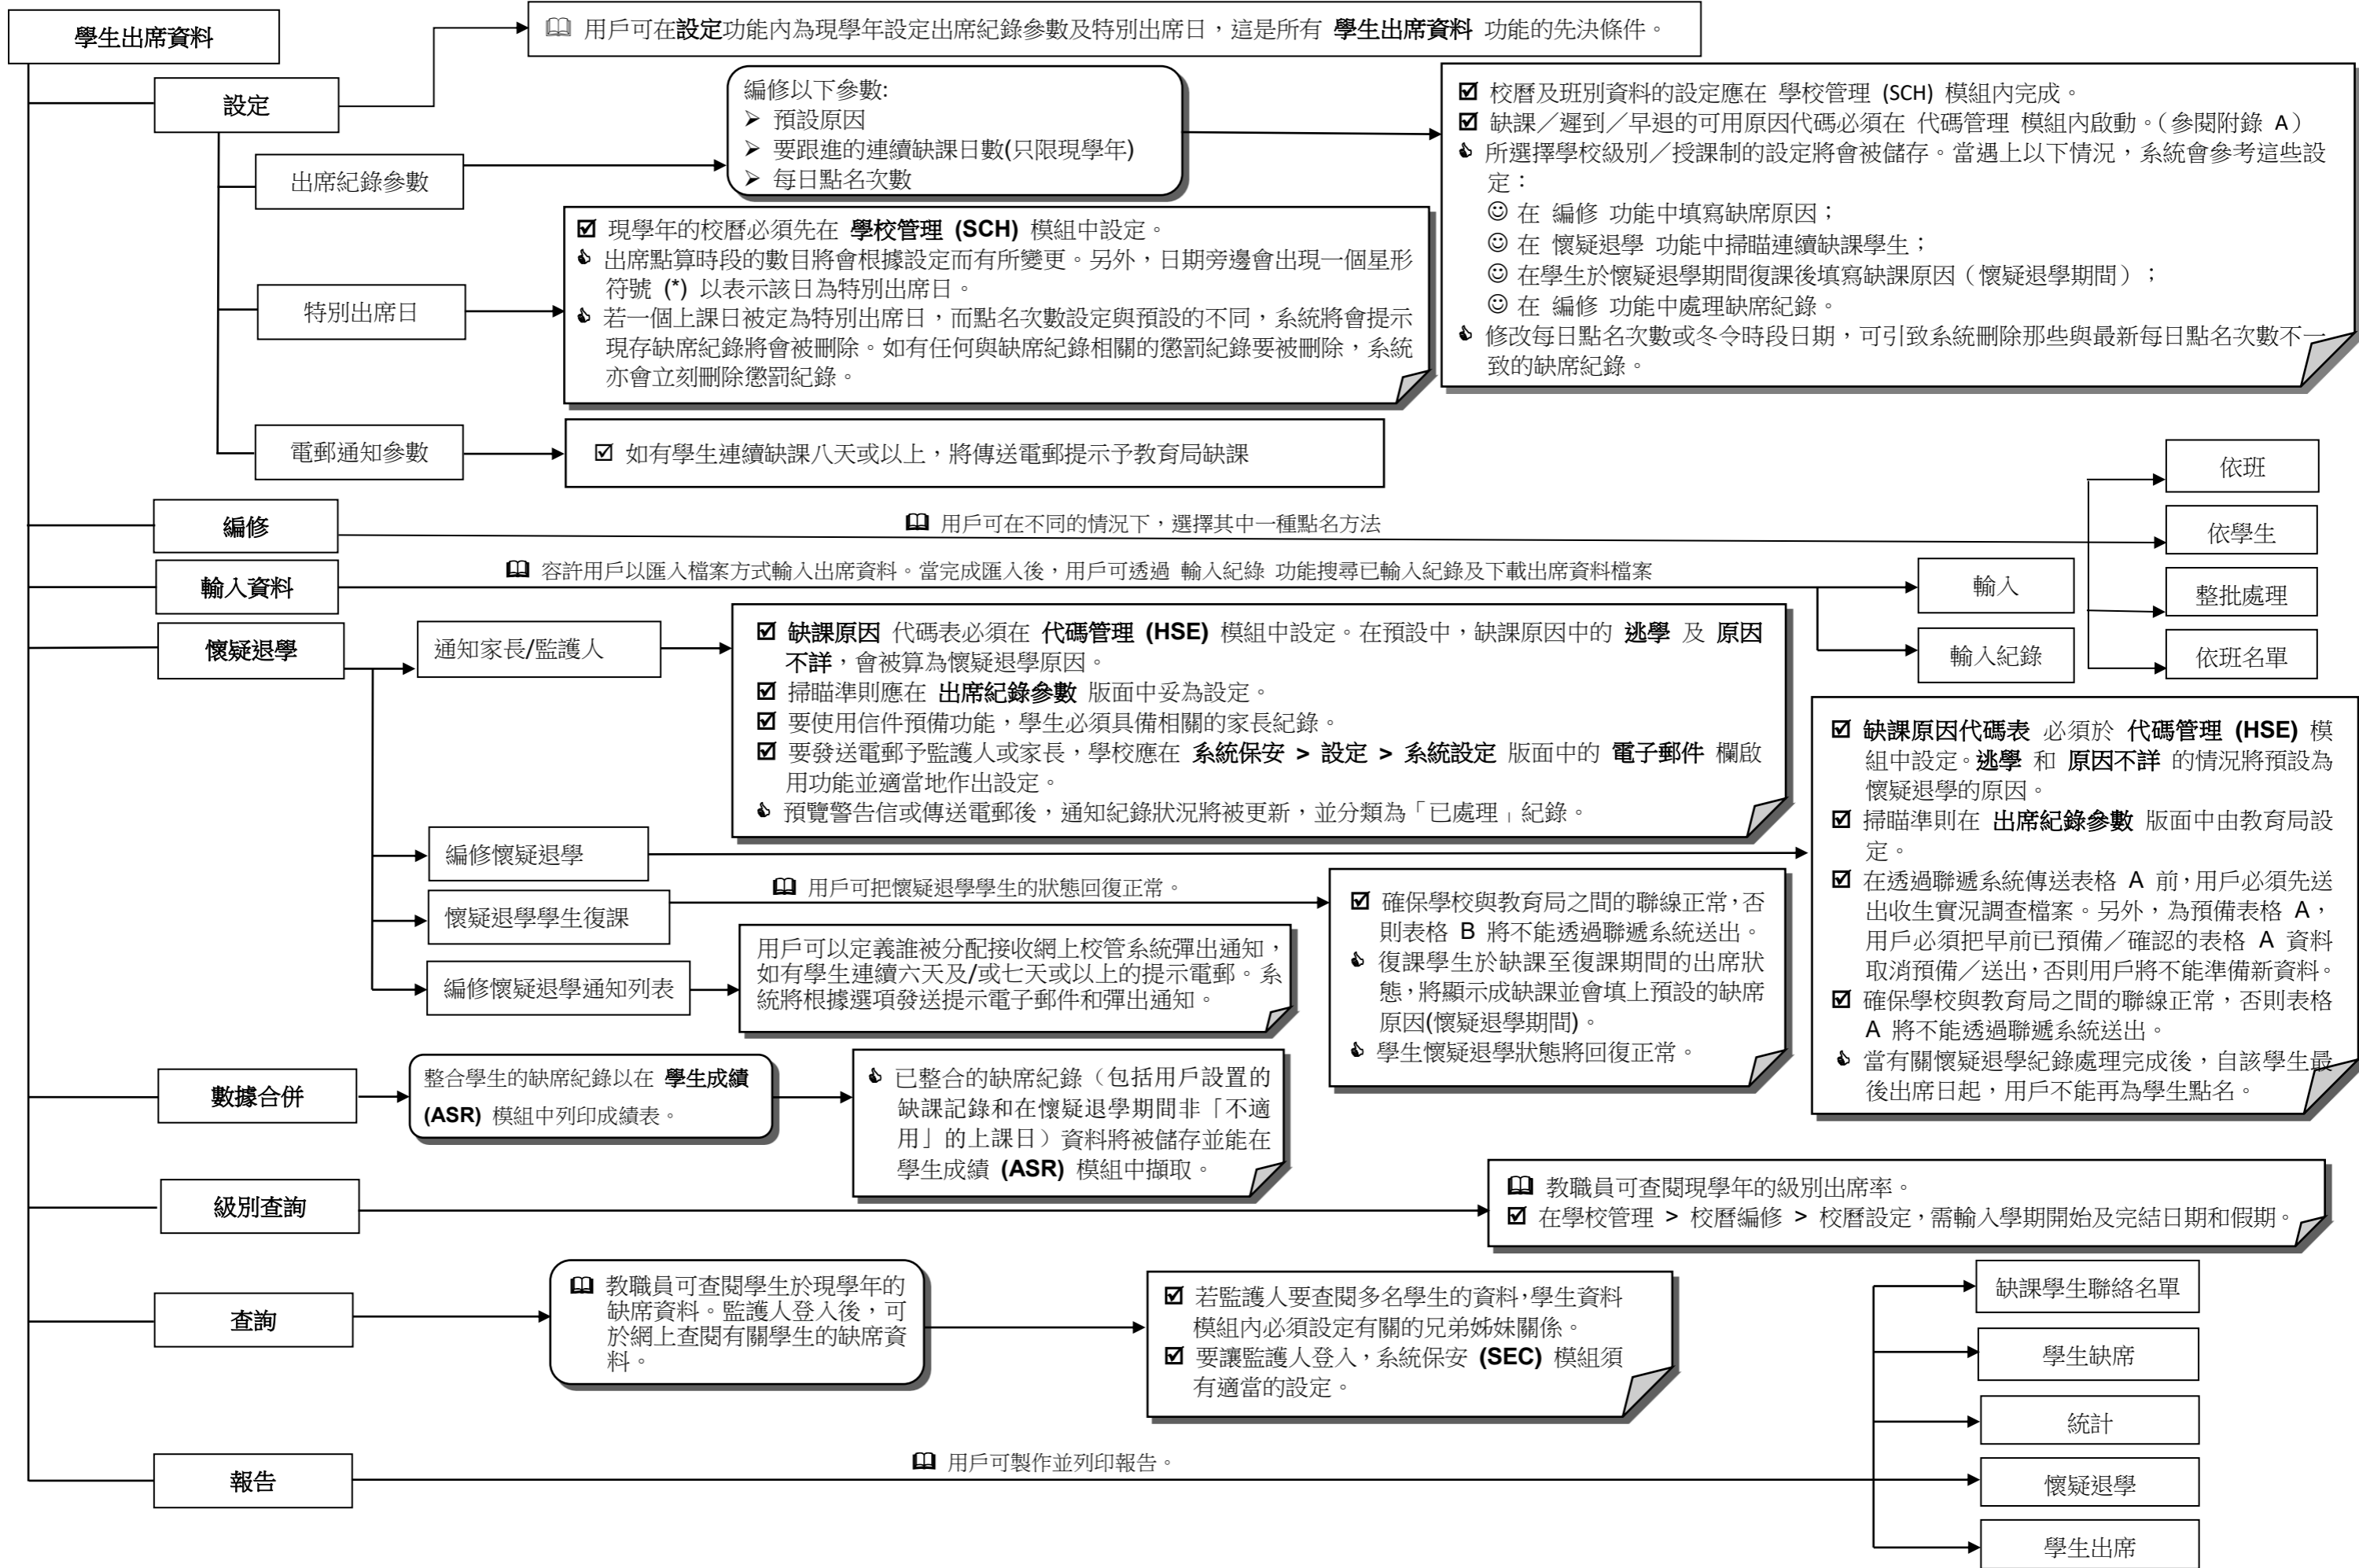 學生出席資料
用戶可在設定功能內為現學年設定出席紀錄參數及特別出席日，這是所有 學生出席資料 功能的先決條件。
設定
出席紀錄參數
編修以下參數:
➢ 預設原因
➢ 要跟進的連續缺課日數(只限現學年)
➢ 每日點名次數
☑ 校曆及班別資料的設定應在 學校管理 (SCH) 模組內完成。
☑ 缺課／遲到／早退的可用原因代碼必須在 代碼管理 模組內啟動。（參閱附錄 A）
所選擇學校級別／授課制的設定將會被儲存。當遇上以下情況，系統會參考這些設
定：
☺ 在 編修 功能中填寫缺席原因；
☺ 在 懷疑退學 功能中掃瞄連續缺課學生；
☺ 在學生於懷疑退學期間復課後填寫缺課原因（懷疑退學期間）；
☺ 在 編修 功能中處理缺席紀錄。
修改每日點名次數或冬令時段日期，可引致系統刪除那些與最新每日點名次數不一
致的缺席紀錄。
特別出席日
☑ 現學年的校曆必須先在 學校管理 (SCH) 模組中設定。
出席點算時段的數目將會根據設定而有所變更。另外，日期旁邊會出現一個星形
符號 (*) 以表示該日為特別出席日。
若一個上課日被定為特別出席日，而點名次數設定與預設的不同，系統將會提示
現存缺席紀錄將會被刪除。如有任何與缺席紀錄相關的懲罰紀錄要被刪除，系統
亦會立刻刪除懲罰紀錄。
電郵通知參數
☑ 如有學生連續缺課八天或以上，將傳送電郵提示予教育局缺課
編修
用戶可在不同的情況下，選擇其中一種點名方法
依班
依學生
整批處理
依班名單
輸入資料
容許用戶以匯入檔案方式輸入出席資料。當完成匯入後，用戶可透過 輸入紀錄 功能搜尋已輸入紀錄及下載出席資料檔案
輸入
輸入紀錄
懷疑退學
通知家長/監護人
☑ 缺課原因 代碼表必須在 代碼管理 (HSE) 模組中設定。在預設中，缺課原因中的 逃學 及 原因
不詳，會被算為懷疑退學原因。
☑ 掃瞄準則應在 出席紀錄參數 版面中妥為設定。
☑ 要使用信件預備功能，學生必須具備相關的家長紀錄。
☑ 要發送電郵予監護人或家長，學校應在 系統保安 > 設定 > 系統設定 版面中的 電子郵件 欄啟
用功能並適當地作出設定。
預覽警告信或傳送電郵後，通知紀錄狀況將被更新，並分類為「已處理」紀錄。
編修懷疑退學
☑ 缺課原因代碼表 必須於 代碼管理 (HSE) 模
組中設定。逃學 和 原因不詳 的情況將預設為
懷疑退學的原因。
☑ 掃瞄準則在 出席紀錄參數 版面中由教育局設
定。
☑ 在透過聯遞系統傳送表格 A 前，用戶必須先送
出收生實況調查檔案。另外，為預備表格 A，
用戶必須把早前已預備／確認的表格 A 資料
取消預備／送出，否則用戶將不能準備新資料。
☑ 確保學校與教育局之間的聯線正常，否則表格
A 將不能透過聯遞系統送出。
當有關懷疑退學紀錄處理完成後，自該學生最
後出席日起，用戶不能再為學生點名。
懷疑退學學生復課
用戶可把懷疑退學學生的狀態回復正常。
☑ 確保學校與教育局之間的聯線正常，否
則表格 B 將不能透過聯遞系統送出。
復課學生於缺課至復課期間的出席狀
態，將顯示成缺課並會填上預設的缺席
原因(懷疑退學期間)。
學生懷疑退學狀態將回復正常。
編修懷疑退學通知列表
用戶可以定義誰被分配接收網上校管系統彈出通知，
如有學生連續六天及/或七天或以上的提示電郵。系
統將根據選項發送提示電子郵件和彈出通知。
數據合併
整合學生的缺席紀錄以在 學生成績
(ASR) 模組中列印成績表。
已整合的缺席紀錄（包括用戶設置的
缺課記錄和在懷疑退學期間非「不適
用」的上課日）資料將被儲存並能在
學生成績 (ASR) 模組中擷取。
級別查詢
教職員可查閱現學年的級別出席率。
☑ 在學校管理 > 校曆編修 > 校曆設定，需輸入學期開始及完結日期和假期。
查詢
教職員可查閱學生於現學年的
缺席資料。監護人登入後，可
於網上查閱有關學生的缺席資
料。
☑ 若監護人要查閱多名學生的資料，學生資料
模組內必須設定有關的兄弟姊妹關係。
☑ 要讓監護人登入，系統保安 (SEC) 模組須
有適當的設定。
報告
用戶可製作並列印報告。
缺課學生聯絡名單
學生缺席
統計
懷疑退學
學生出席